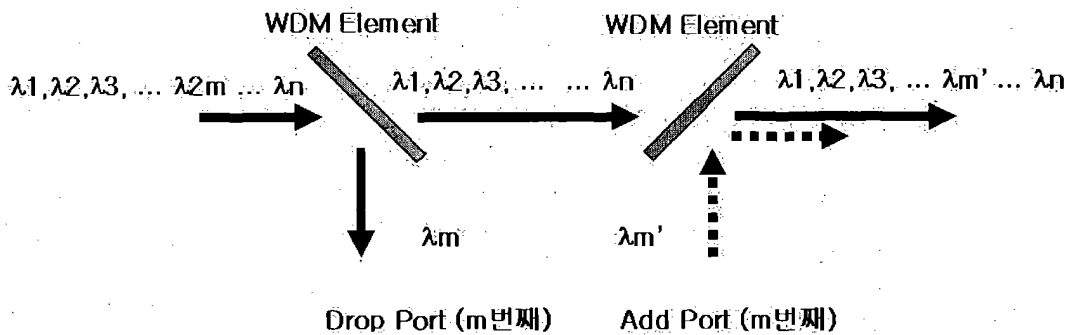 WDM Element WDM Element
λ1,λ2,λ3, ... λ2m ... λn λ1,λ2,λ3, ... ... λn λ1,λ2,λ3, ... λm' ... λn
λm λm'
Drop Port (m번째) Add Port (m번째)